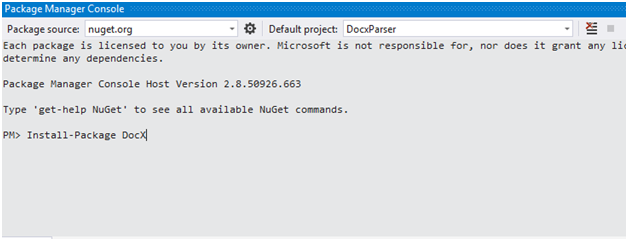 Package Manager Console
Package source: nuget.org Default project: DocxParser
Each package is licensed to you by its owner. Microsoft is not responsible for, nor does it grant any
determine any dependencies.
Package Manager Console Host Version 2.8.50926.663
Type 'get-help NuGet' to see all available NuGet commands.
PM> Install-Package DocX